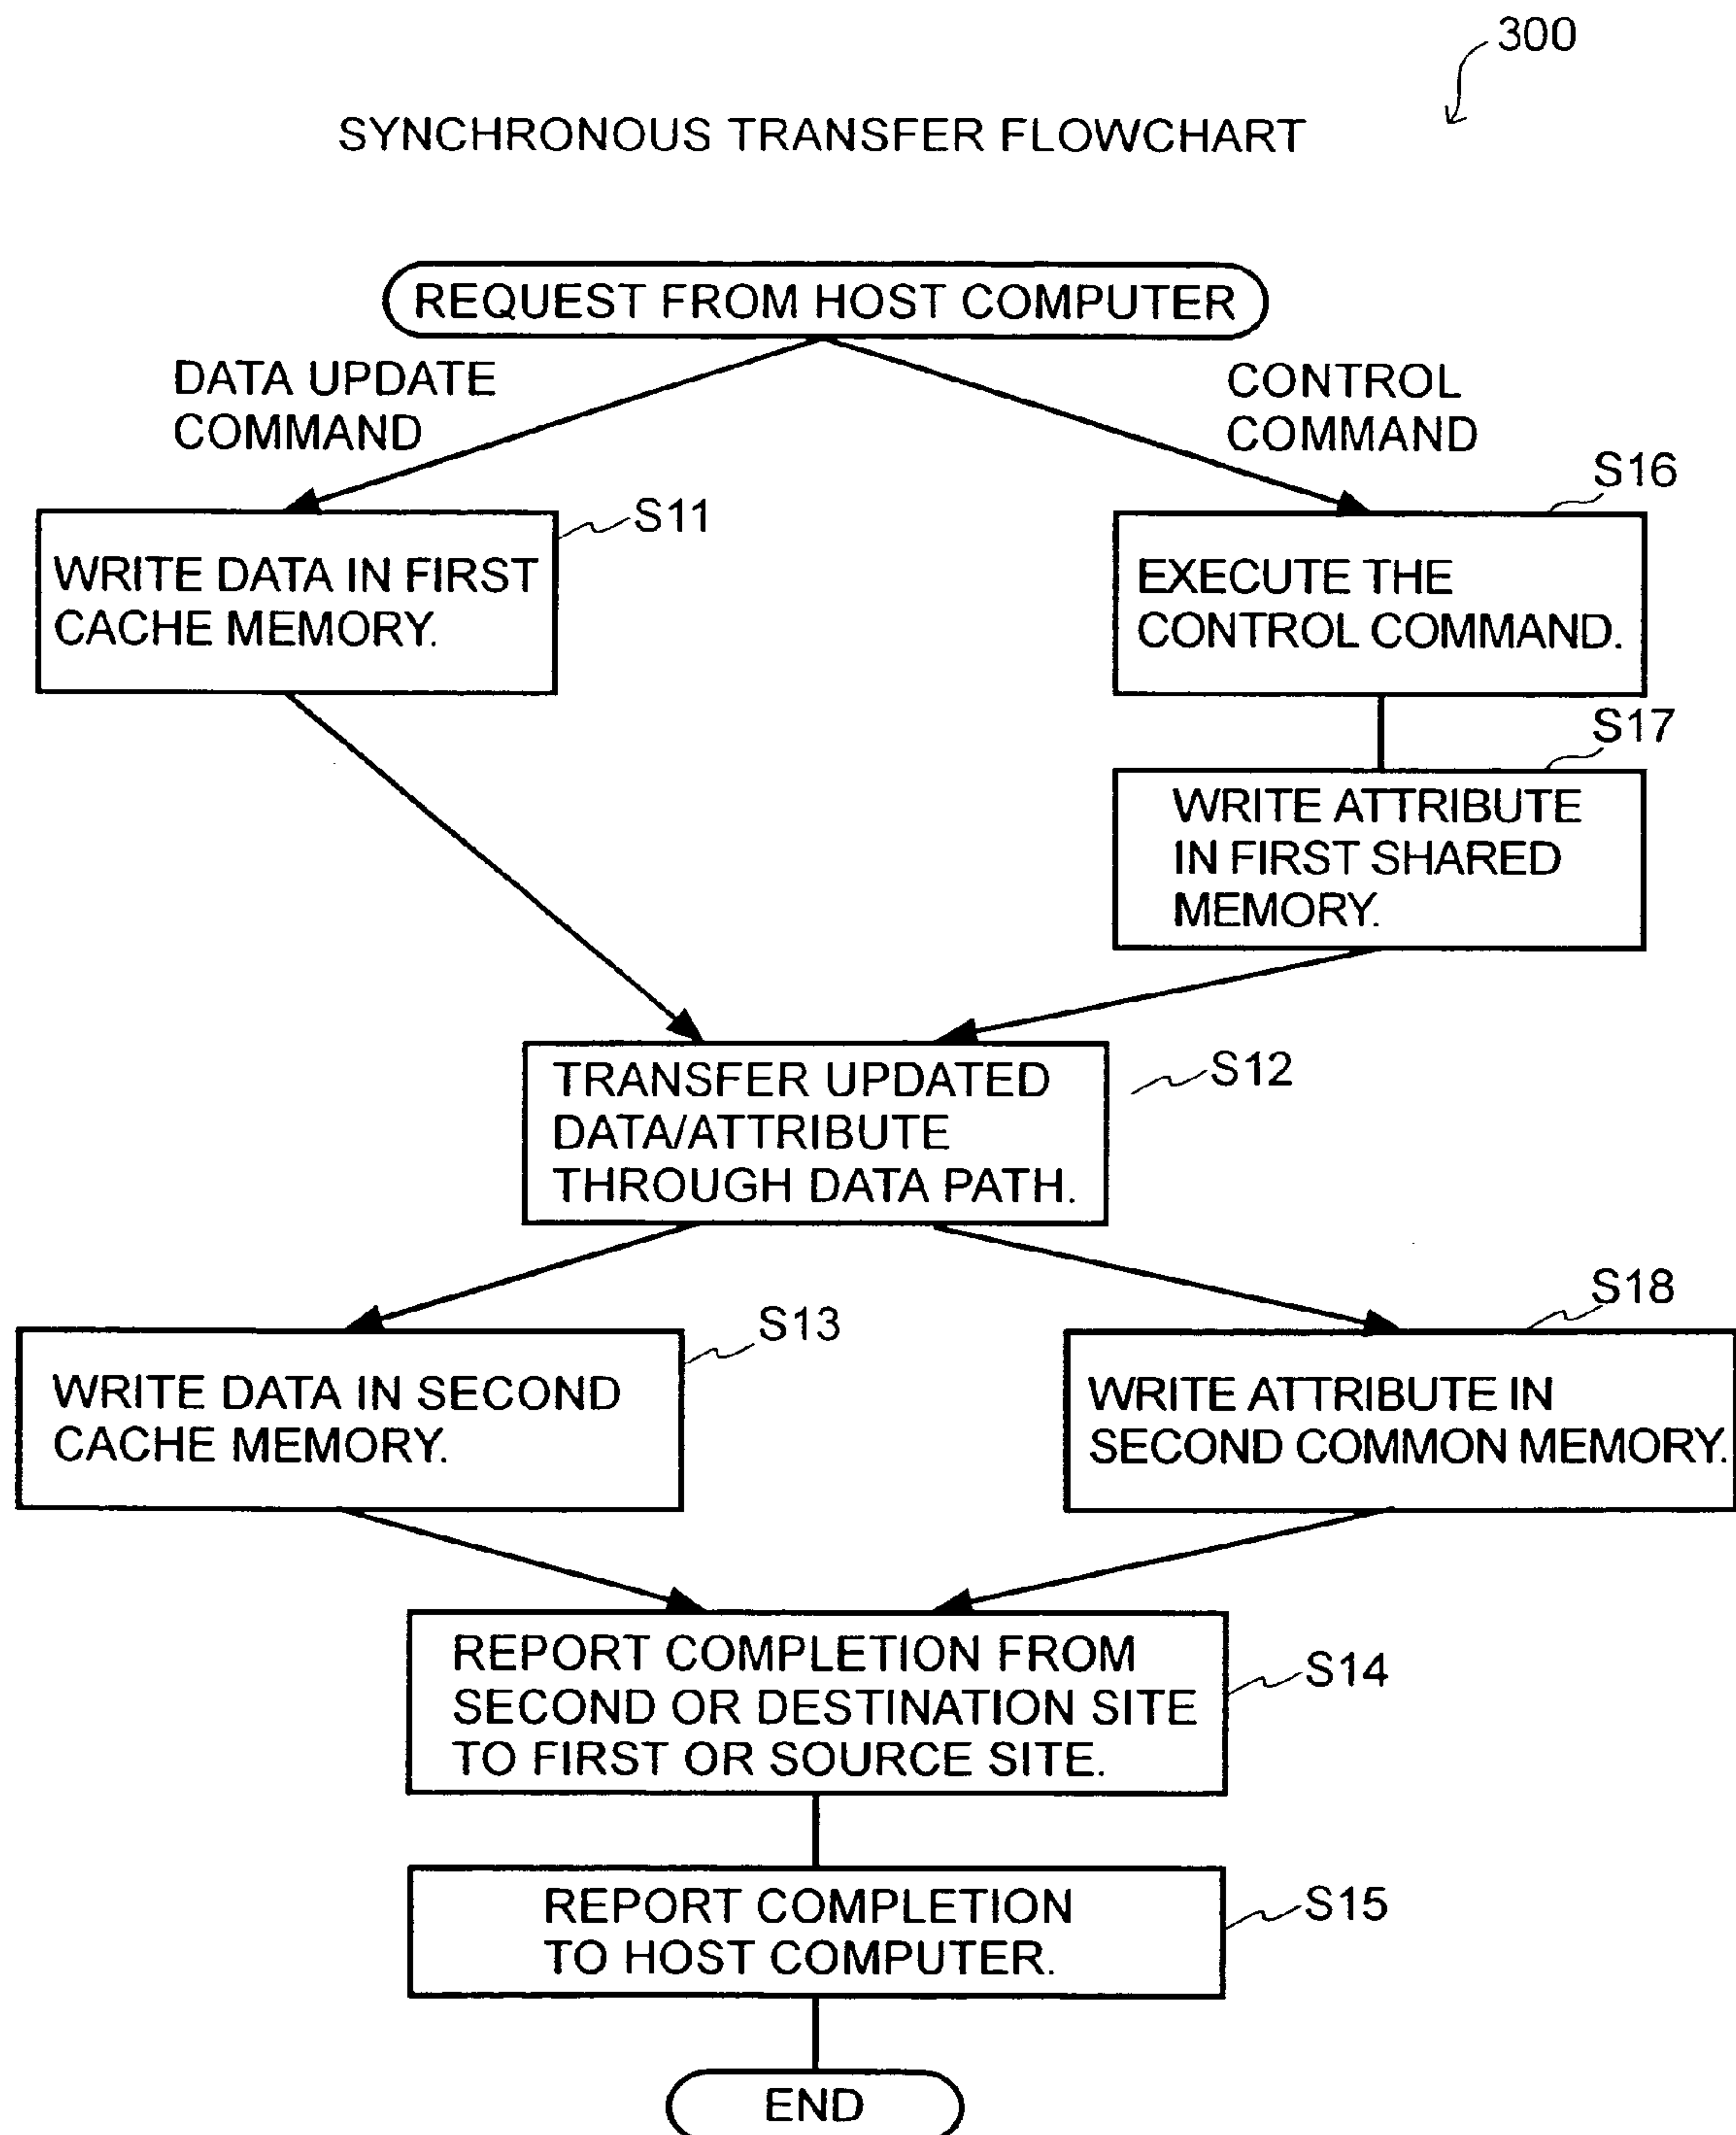 300
SYNCHRONOUS TRANSFER FLOWCHART
REQUEST FROM HOST COMPUTER
DATA UPDATE
COMMAND
CONTROL
COMMAND
S11
WRITE DATA IN FIRST
CACHE MEMORY.
S16
EXECUTE THE
CONTROL COMMAND.
S17
WRITE ATTRIBUTE
IN FIRST SHARED
MEMORY.
S12
TRANSFER UPDATED
DATA/ATTRIBUTE
THROUGH DATA PATH.
S13
WRITE DATA IN SECOND
CACHE MEMORY.
S18
WRITE ATTRIBUTE IN
SECOND COMMON MEMORY.
S14
REPORT COMPLETION FROM
SECOND OR DESTINATION SITE
TO FIRST OR SOURCE SITE.
S15
REPORT COMPLETION
TO HOST COMPUTER.
END